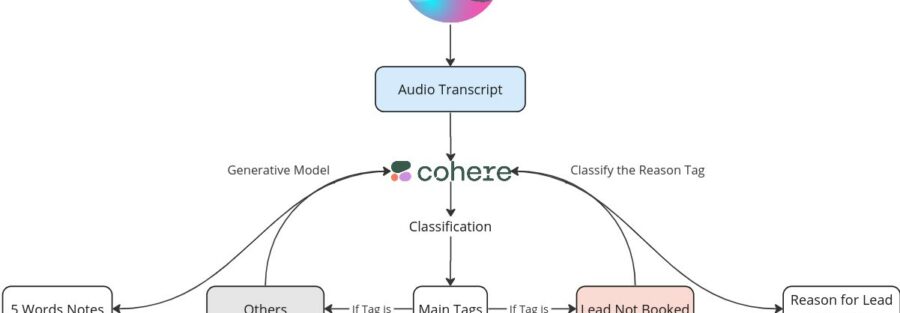 Audio Transcript
Generative Model
cohere
Classify the Reason Tag
Classification
5 Words Notes
Others
If Tag is
Main Tags
If Tag is
Lead Not Booked
Reason for Lead